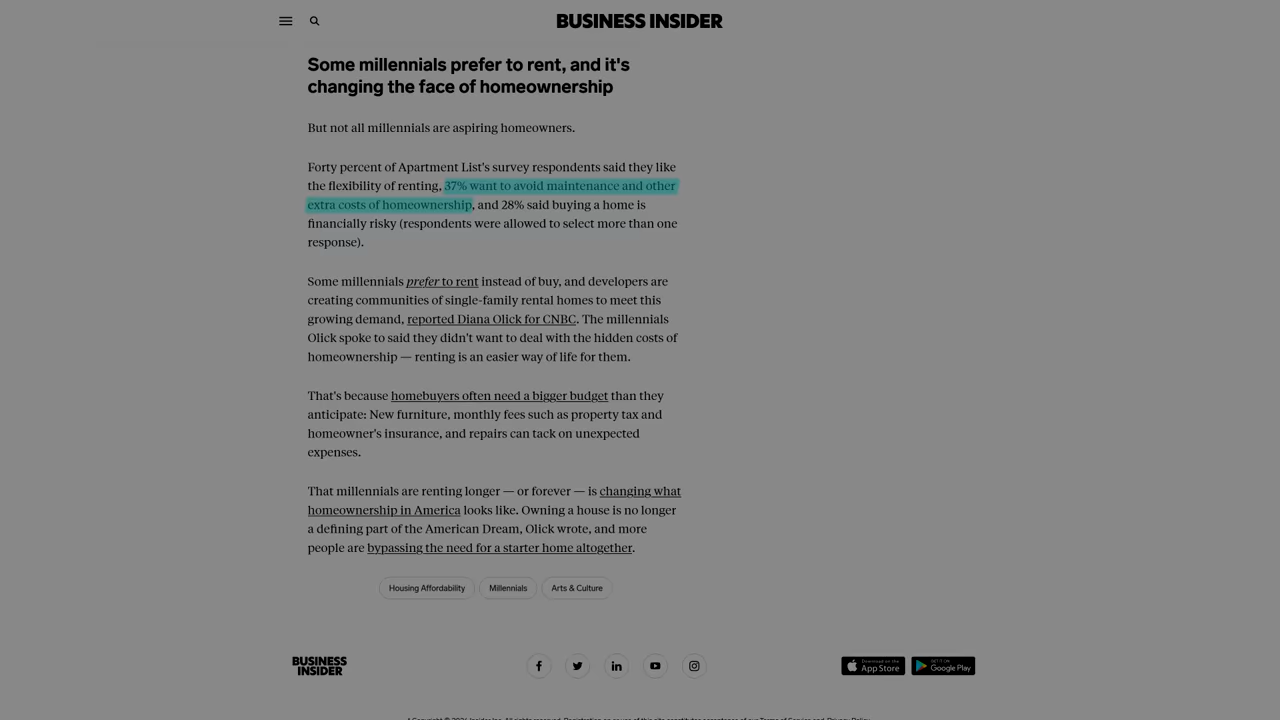 BUSINESS INSIDER
Some millennials prefer to rent, and it's
changing the face of homeownership
But not all millennials are aspiring homeowners.
Forty percent of Apartment List's survey respondents said they like
the flexibility of renting, 37% want to avoid maintenance and other
extra costs of homeownership, and 28% said buying a home is
financially risky (respondents were allowed to select more than one
response).
Some millennials prefer to rent instead of buy, and developers are
creating communities of single-family rental homes to meet this
growing demand, reported Diana Olick for CNBC. The millennials
Olick spoke to said they didn't want to deal with the hidden costs of
homeownership — renting is an easier way of life for them.
That's because homebuyers often need a bigger budget than they
anticipate: New furniture, monthly fees such as property tax and
homeowner's insurance, and repairs can tack on unexpected
expenses.
That millennials are renting longer — or forever — is changing what
homeownership in America looks like. Owning a house is no longer
a defining part of the American Dream, Olick wrote, and more
people are bypassing the need for a starter home altogether.
Housing Affordability Millennials Arts & Culture
BUSINESS
INSIDER
Download on the
App Store
GET IT ON
Google Play